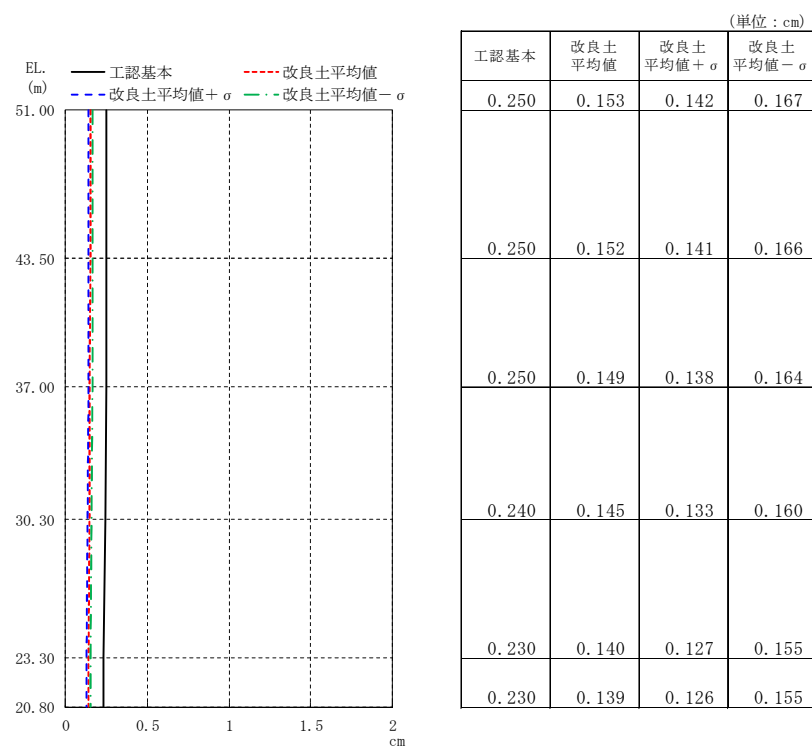 (単位：cm)
EL.
(m)
工認基本
改良土平均値
改良土平均値＋σ
改良土平均値－σ
51.00
43.50
37.00
30.30
23.30
20.80
0
0.5
1
1.5
2
cm
工認基本
改良土
平均値
改良土
平均値＋σ
改良土
平均値－σ
0.250 0.153 0.142 0.167
0.250 0.152 0.141 0.166
0.250 0.149 0.138 0.164
0.240 0.145 0.133 0.160
0.230 0.140 0.127 0.155
0.230 0.139 0.126 0.155